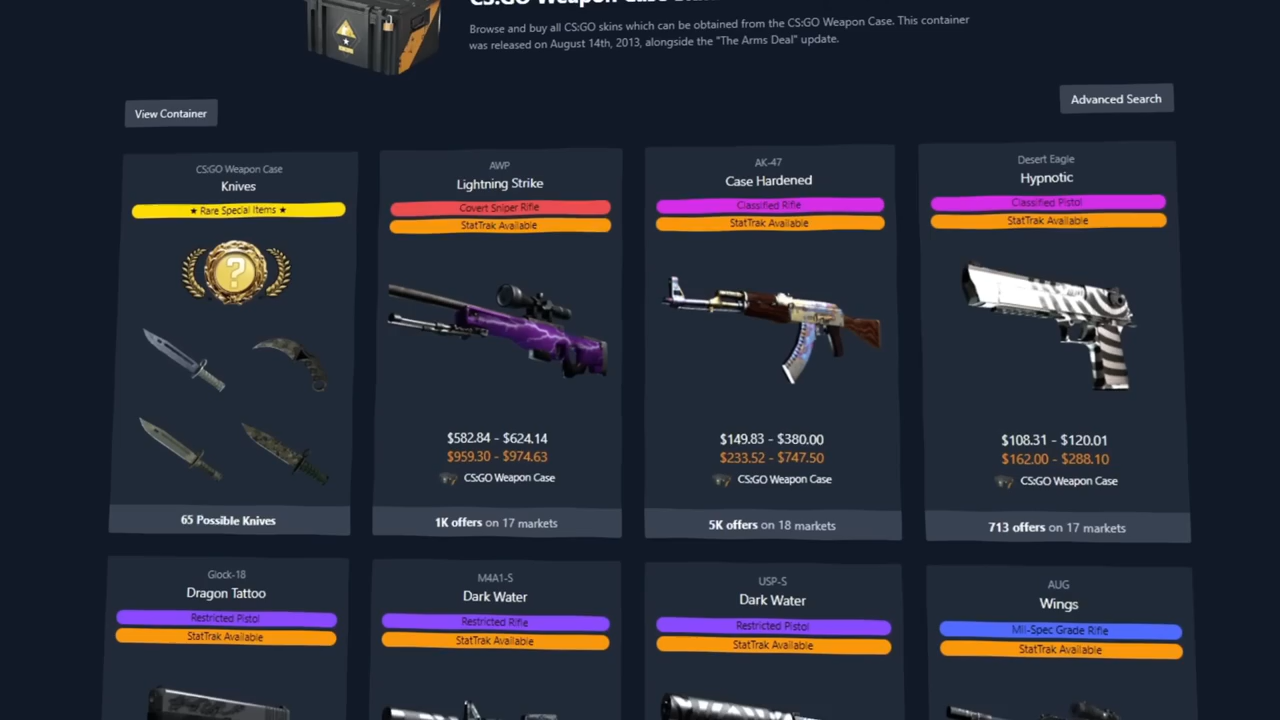 CS:GO Weapon Case
Browse and buy all CS:GO skins which can be obtained from the CS:GO Weapon Case. This container
was released on August 14th, 2013, alongside the "The Arms Deal" update.
View Container
Advanced Search
CS:GO Weapon Case
Knives
★ Rare Special Items ★
65 Possible Knives
AWP
Lightning Strike
Covert Sniper Rifle
StatTrak Available
$582.84 - $624.14
$959.30 - $974.63
CS:GO Weapon Case
1K offers on 17 markets
AK-47
Case Hardened
Classified Rifle
StatTrak Available
$149.83 - $380.00
$233.52 - $747.50
CS:GO Weapon Case
5K offers on 18 markets
Desert Eagle
Hypnotic
Classified Pistol
StatTrak Available
$108.31 - $120.01
$162.00 - $288.10
CS:GO Weapon Case
713 offers on 17 markets
Glock-18
Dragon Tattoo
Restricted Pistol
StatTrak Available
M4A1-S
Dark Water
Restricted Rifle
StatTrak Available
USP-S
Dark Water
Restricted Pistol
StatTrak Available
AUG
Wings
Mil-Spec Grade Rifle
StatTrak Available